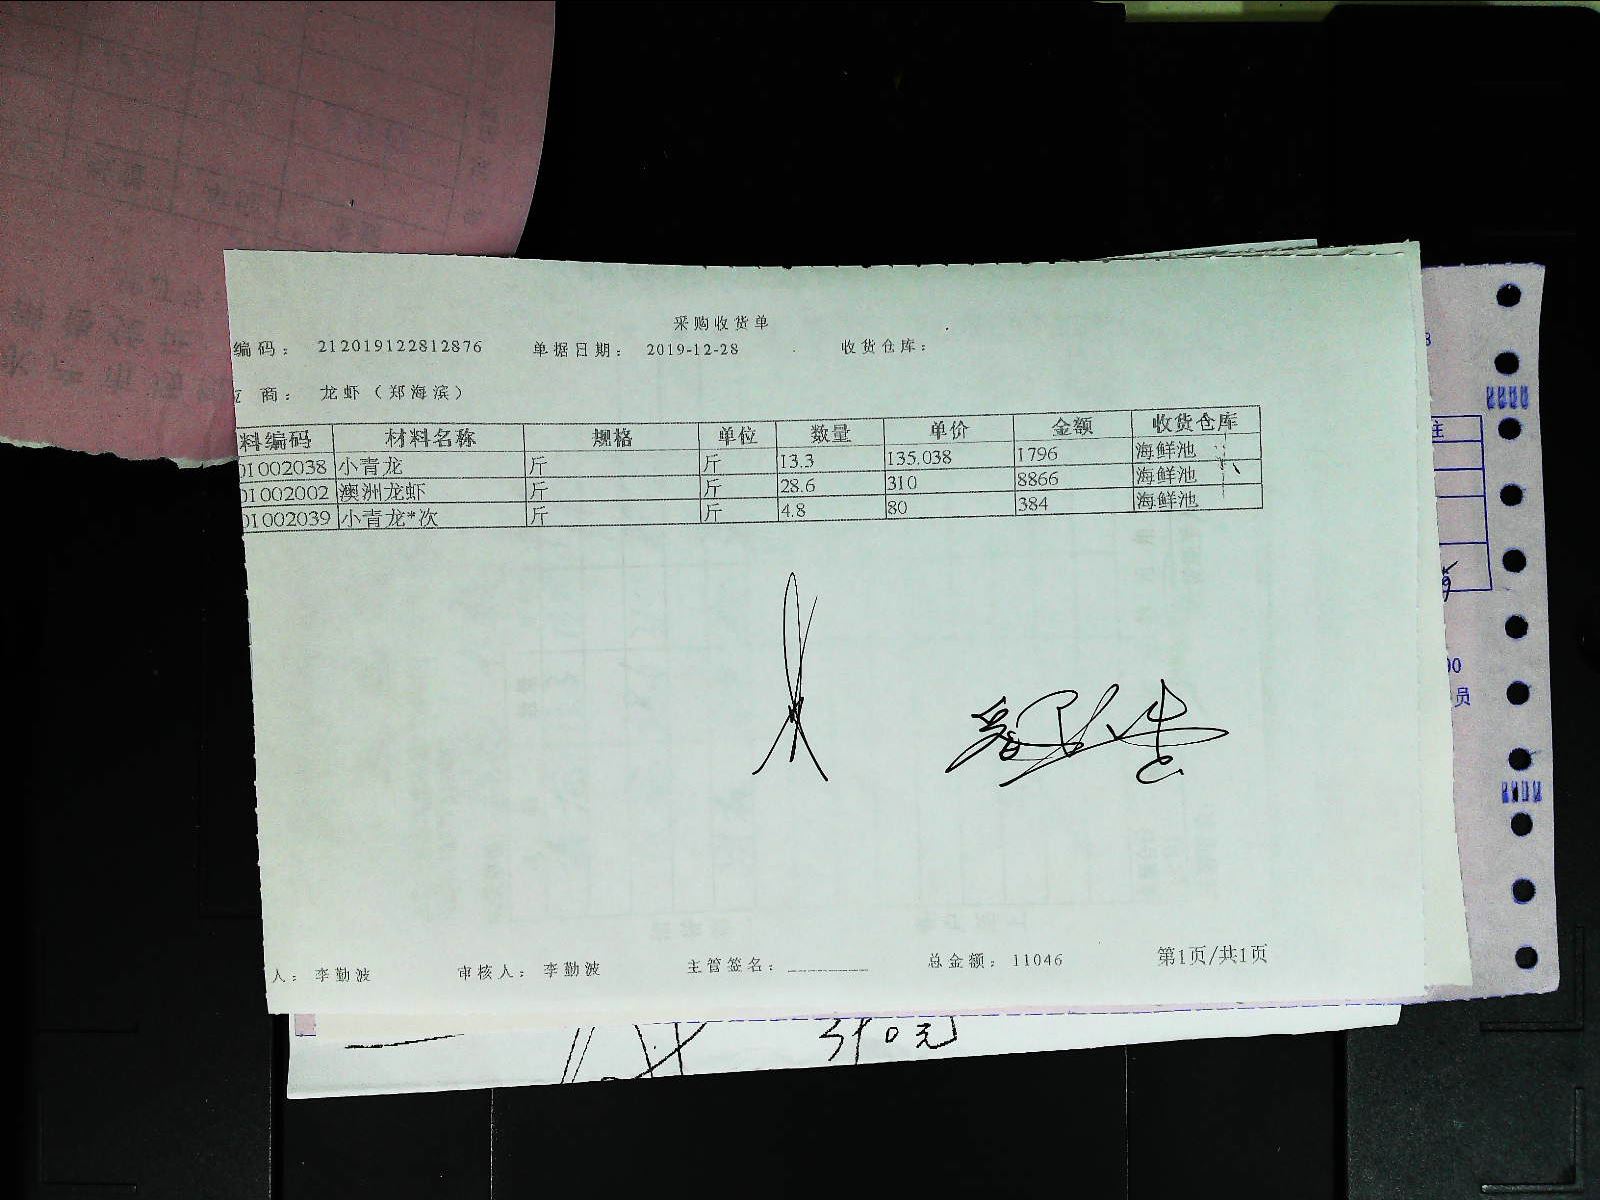 采购收货单
编码： 212019122812876 单据日期： 2019-12-28 收货仓库：
商： 龙虾（郑海滨）
料编码 材料名称 规格 单位 数量 单价 金额 收货仓库
01002038 小青龙 斤 斤 13.3 135.038 1796 海鲜池
01002002 澳洲龙虾 斤 斤 28.6 310 8866 海鲜池
01002039 小青龙*次 斤 斤 4.8 80 384 海鲜池
人： 李勤波 审核人： 李勤波 主管签名：________ 总金额： 11046 第1页/共1页
员